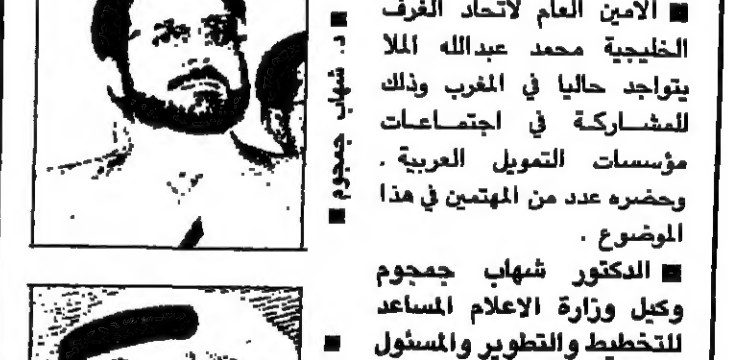 ■ الامين العام لاتحاد الغرف
الخليجية محمد عبدالله الملا
يتواجد حاليا في المغرب وذلك
للمشاركة في اجتماعات
مؤسسات التمويل العربية .
وحضره عدد من المهتمين في هذا
الموضوع .
■ الدكتور شهاب جمجوم
وكيل وزارة الاعلام المساعد
للتخطيط والتطوير والمسئول
■ د. شهاب جمجوم ■